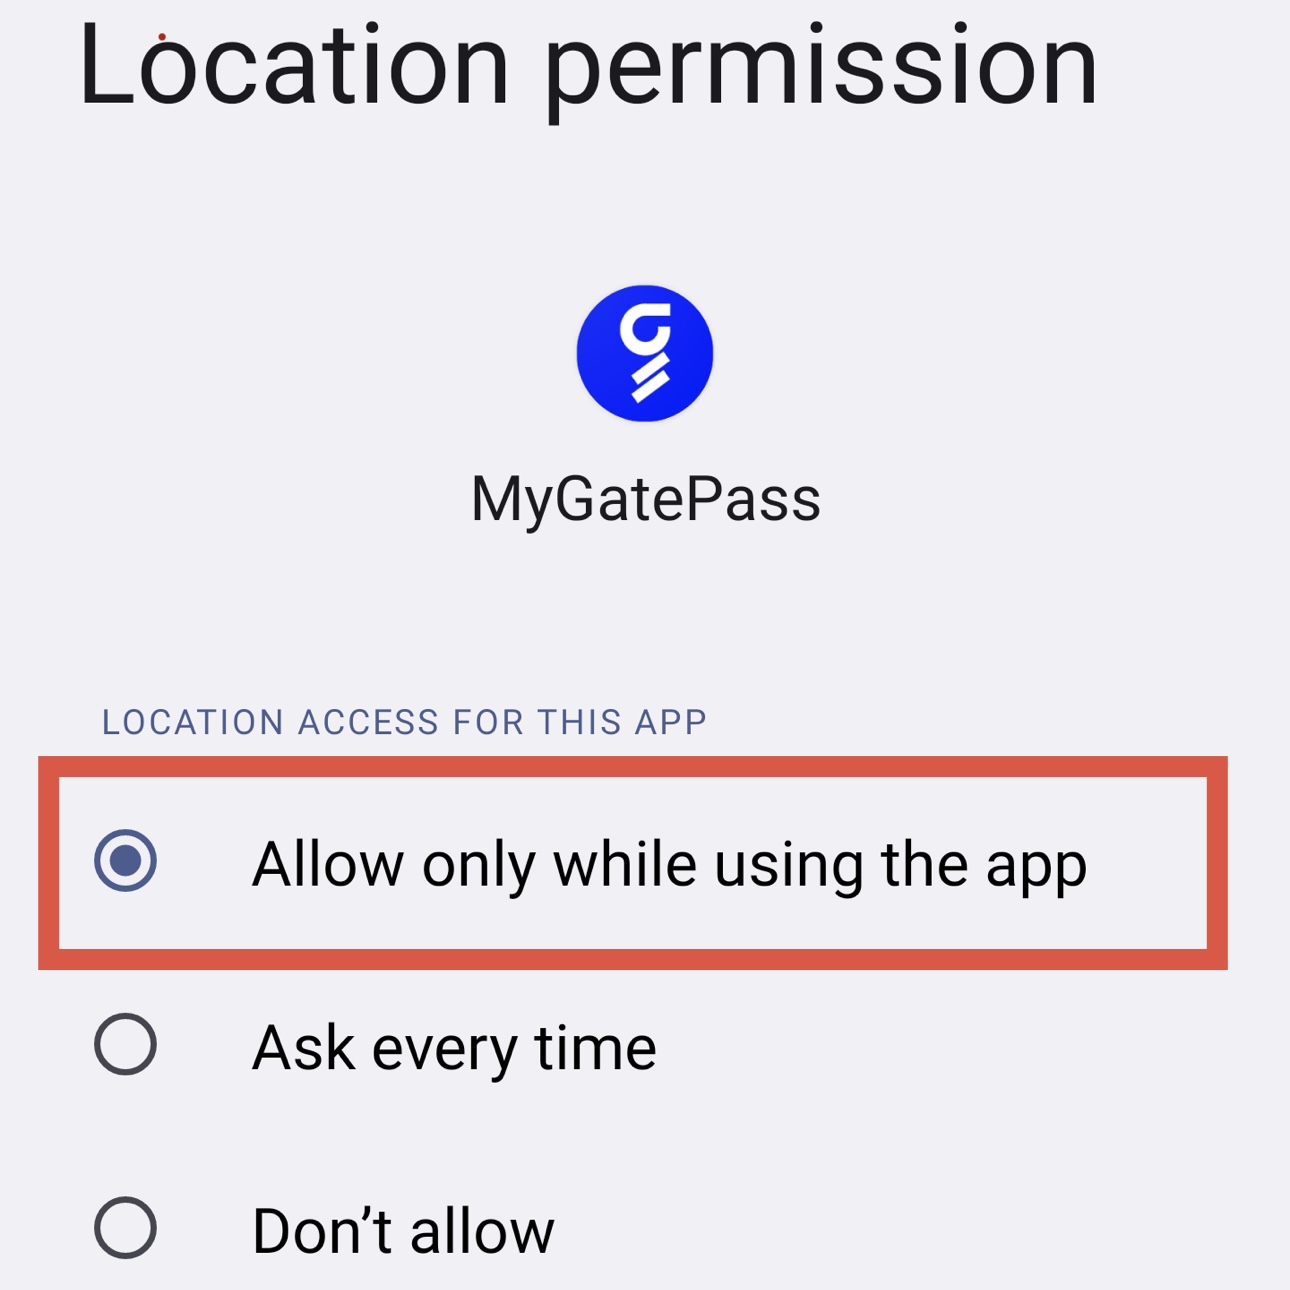 Location permission
MyGatePass
LOCATION ACCESS FOR THIS APP
Allow only while using the app
Ask every time
Don’t allow